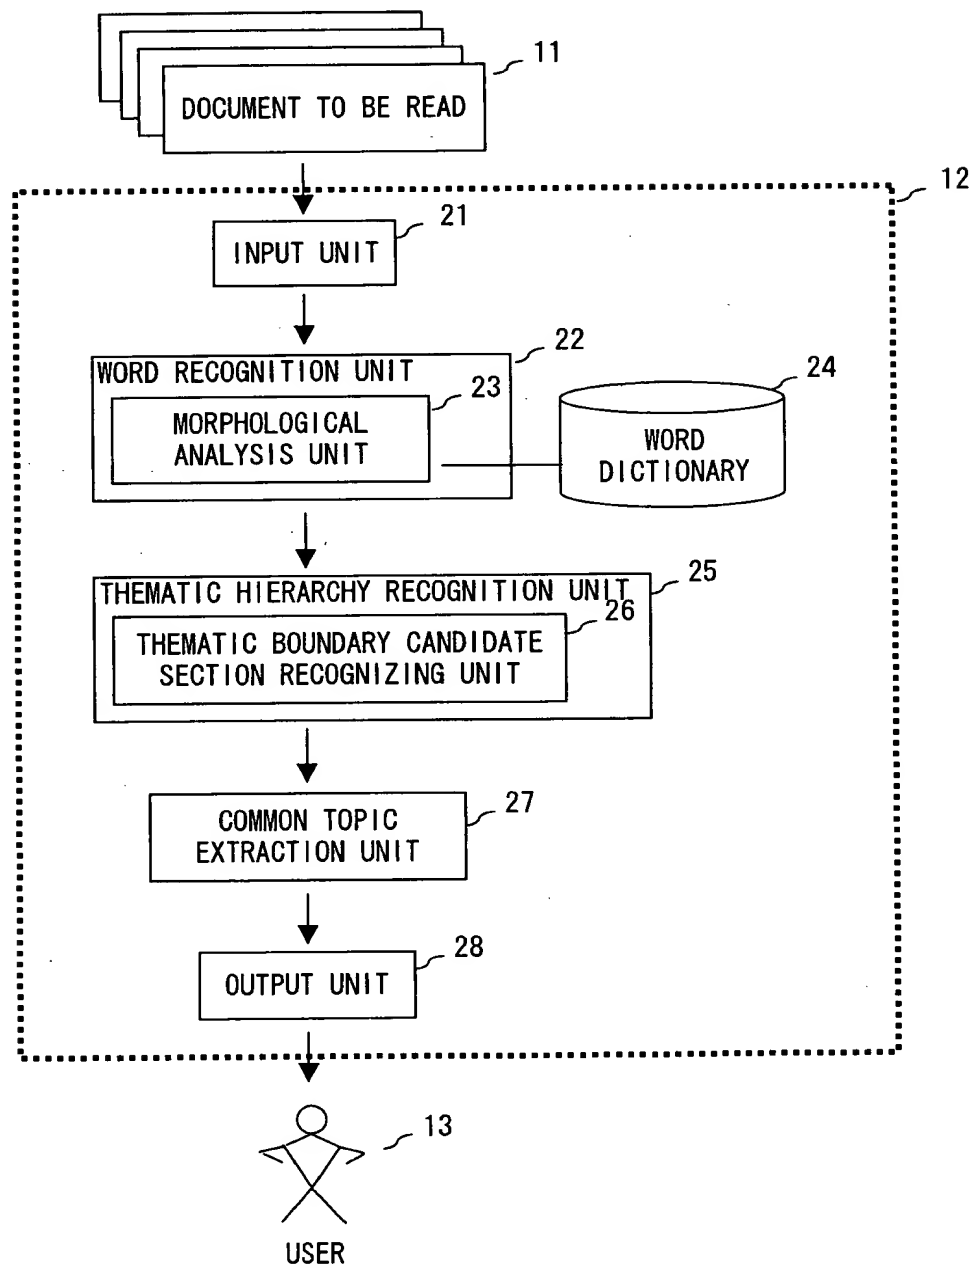 11
DOCUMENT TO BE READ
12
21
INPUT UNIT
22
WORD RECOGNITION UNIT
23
24
MORPHOLOGICAL
ANALYSIS UNIT
WORD
DICTIONARY
25
THEMATIC HIERARCHY RECOGNITION UNIT
26
THEMATIC BOUNDARY CANDIDATE
SECTION RECOGNIZING UNIT
27
COMMON TOPIC
EXTRACTION UNIT
28
OUTPUT UNIT
13
USER